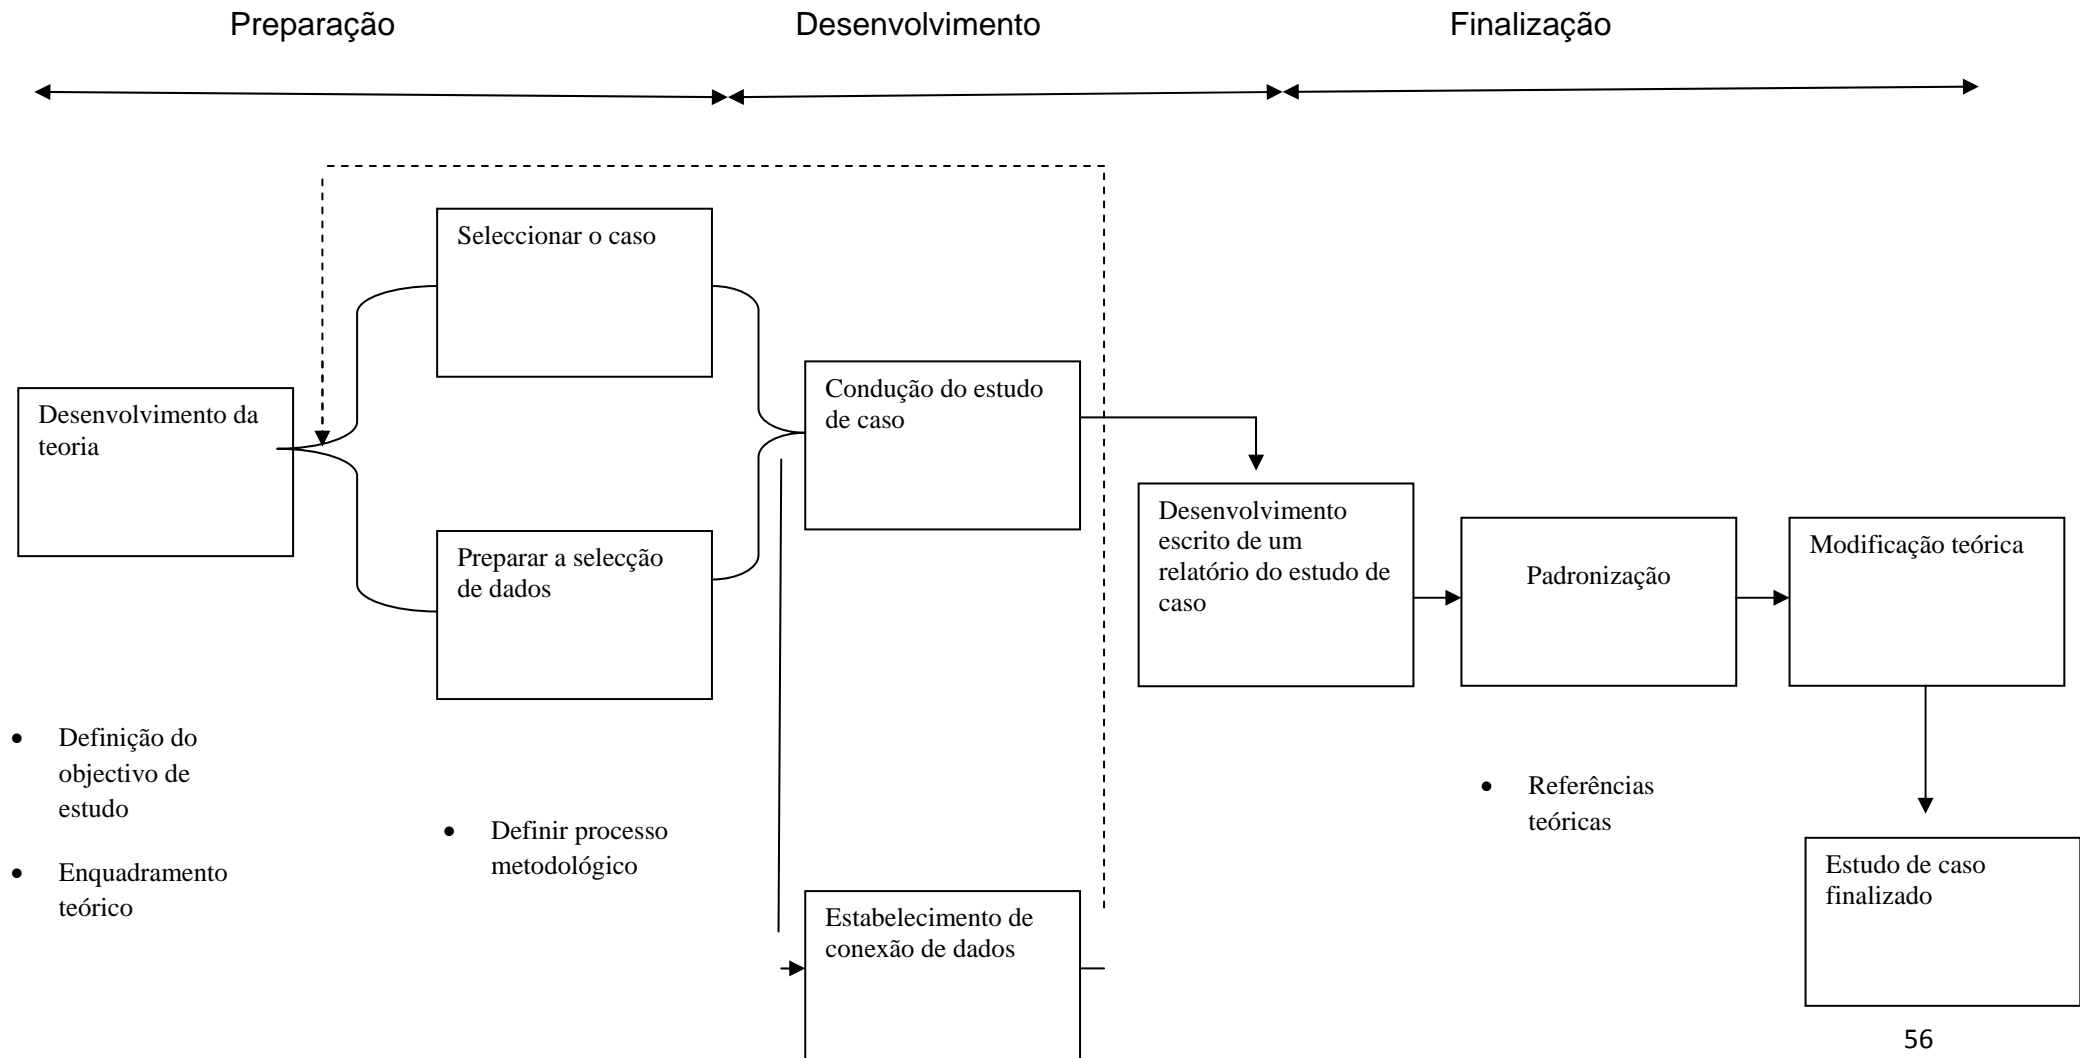 Preparação
Desenvolvimento
Finalização
Seleccionar o caso
Desenvolvimento da
teoria
Preparar a selecção
de dados
Condução do estudo
de caso
Desenvolvimento
escrito de um
relatório do estudo de
caso
Padronização
Modificação teórica
• Definição do
objectivo de
estudo
• Enquadramento
teórico
• Definir processo
metodológico
Estabelecimento de
conexão de dados
• Referências
teóricas
Estudo de caso
finalizado
56